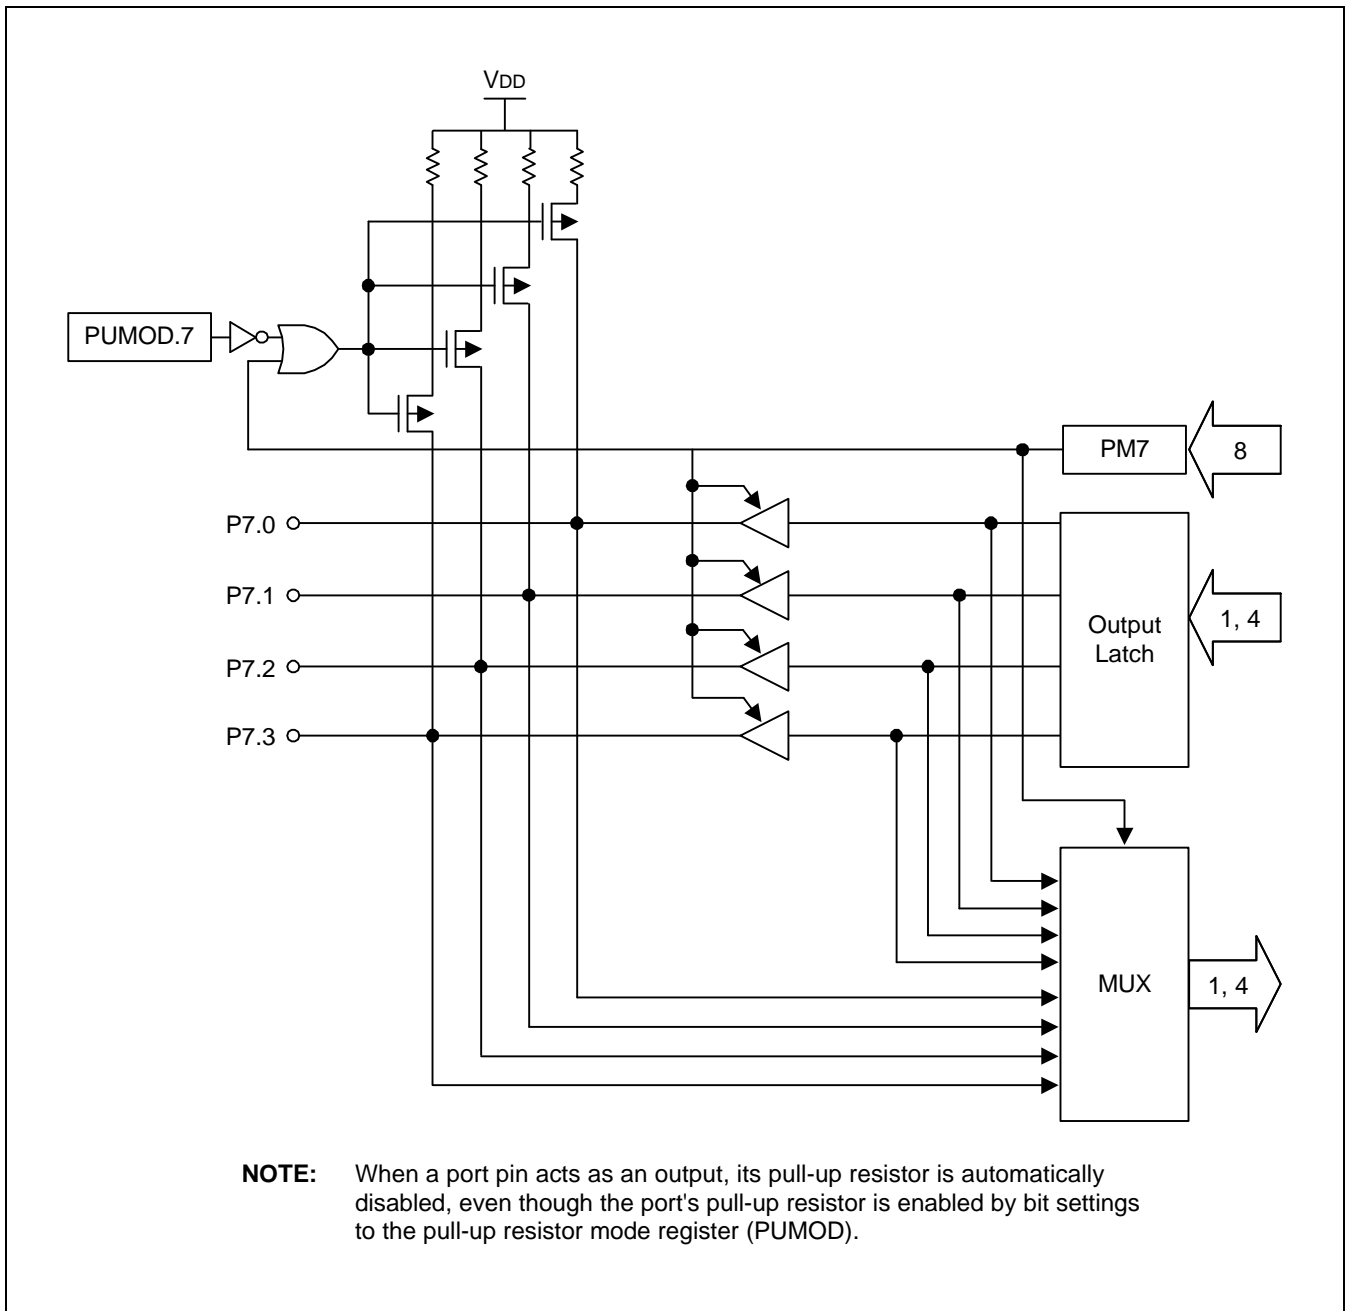 VDD
PUMOD.7
PM7
8
P7.0
P7.1
P7.2
P7.3
Output
Latch
1, 4
MUX
1, 4
NOTE: When a port pin acts as an output, its pull-up resistor is automatically
disabled, even though the port's pull-up resistor is enabled by bit settings
to the pull-up resistor mode register (PUMOD).